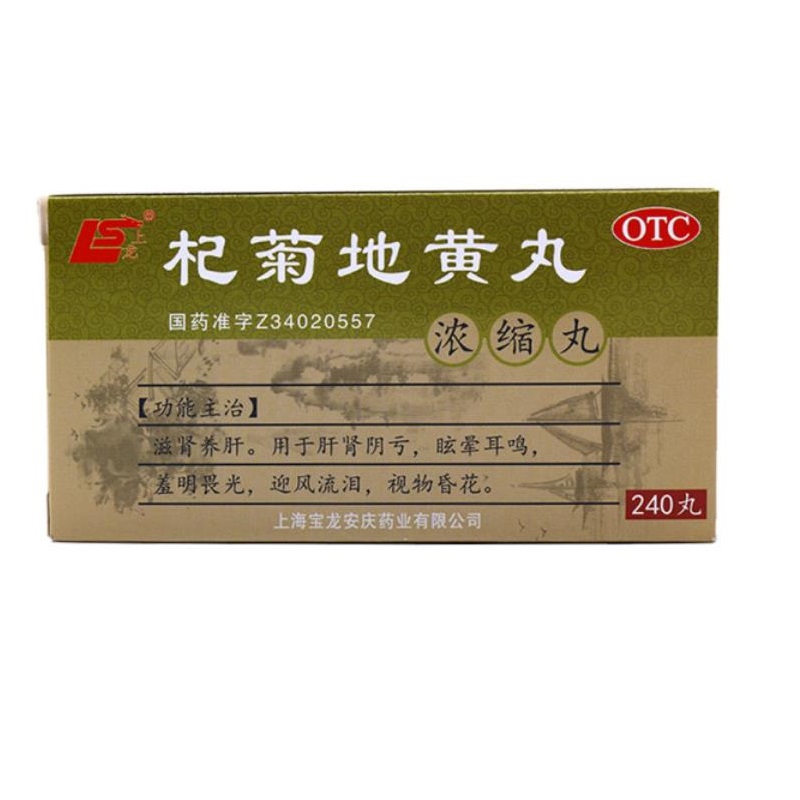 LS
上龙
®
杞菊地黄丸
OTC
国药准字Z34020557
浓缩丸
【功能主治】
滋肾养肝。用于肝肾阴亏，眩晕耳鸣，
羞明畏光，迎风流泪，视物昏花。
240丸
上海宝龙安庆药业有限公司